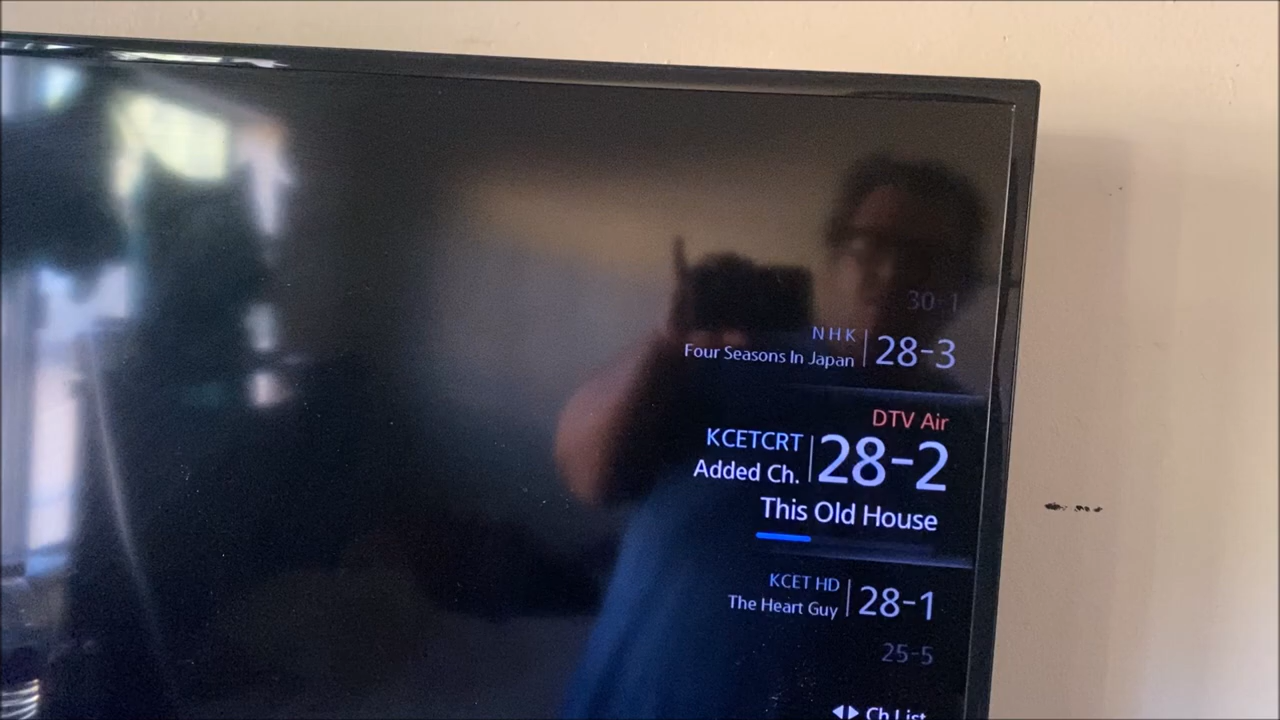 30-1
NHK
Four Seasons In Japan
28-3
DTV Air
KCETCRT
Added Ch.
28-2
This Old House
KCET HD
The Heart Guy
28-1
25-5
◀▶ Ch List